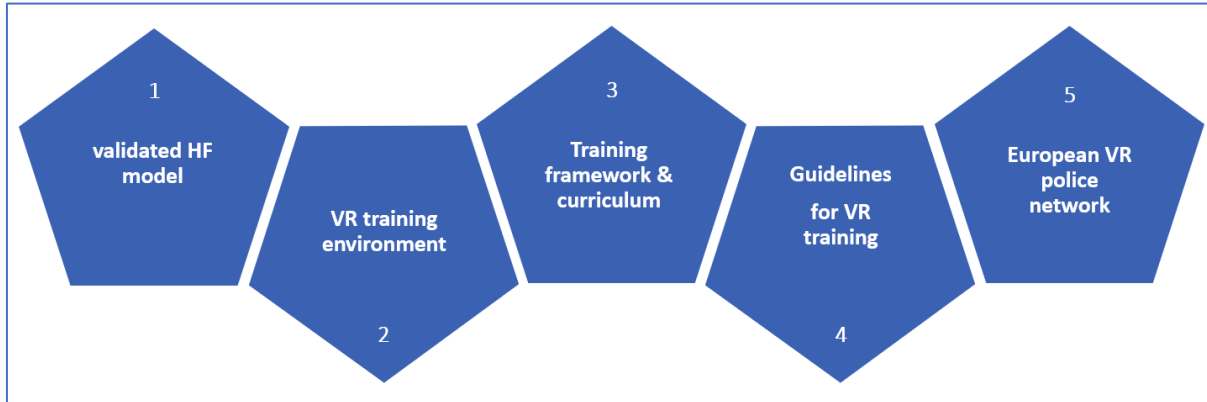 1
validated HF
model
VR training
environment
2
3
Training
framework &
curriculum
Guidelines
for VR
training
4
5
European VR
police
network